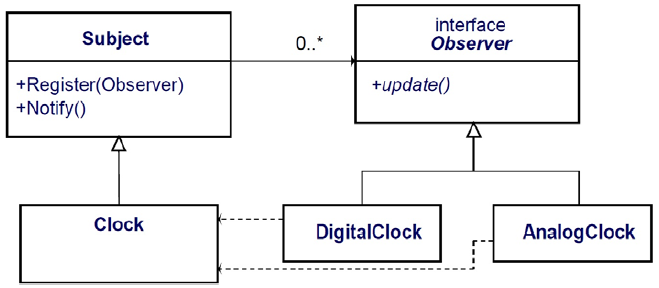 Subject
+Register(Observer)
+Notify()
0..*
interface
Observer
+update()
Clock
DigitalClock
AnalogClock